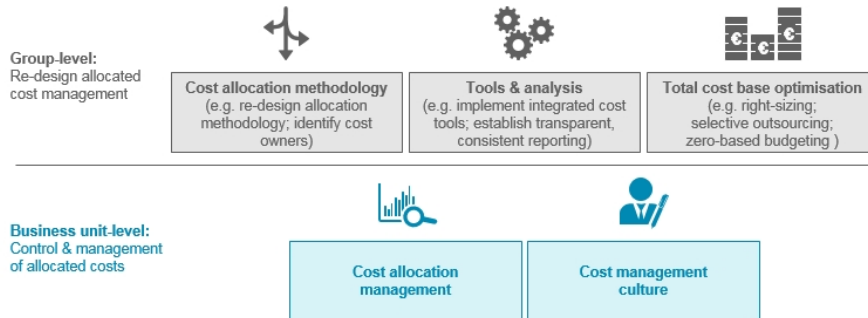 Group-level:
Re-design allocated
cost management
Cost allocation methodology
(e.g. re-design allocation
methodology; identify cost
owners)
Tools & analysis
(e.g. implement integrated cost
tools; establish transparent,
consistent reporting)
Total cost base optimisation
(e.g. right-sizing;
selective outsourcing;
zero-based budgeting )
€ € €
Business unit-level:
Control & management
of allocated costs
Cost allocation
management
Cost management
culture